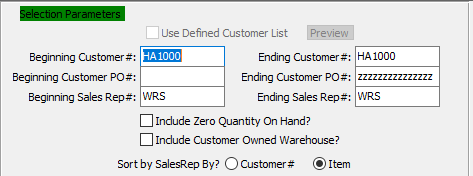 Selection Parameters
Use Defined Customer List Preview
Beginning Customer#: HA1000 Ending Customer#: HA1000
Beginning Customer PO#: Ending Customer PO#: zzzzzzzzzzzzzzz
Beginning Sales Rep#: WRS Ending Sales Rep#: WRS
Include Zero Quantity On Hand?
Include Customer Owned Warehouse?
Sort by SalesRep By? Customer# Item